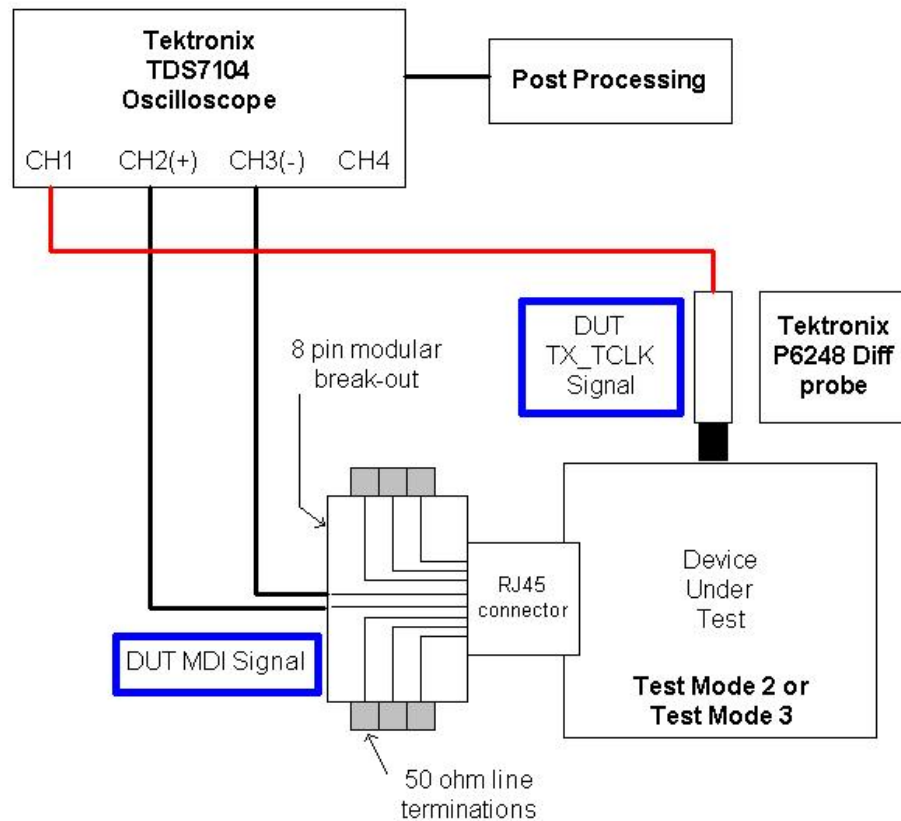 Tektronix
TDS7104
Oscilloscope
CH1 CH2(+) CH3(-) CH4
Post Processing
DUT
TX_TCLK
Signal
Tektronix
P6248 Diff
probe
8 pin modular
break-out
RJ45
connector
Device
Under
Test
Test Mode 2 or
Test Mode 3
DUT MDI Signal
50 ohm line
terminations